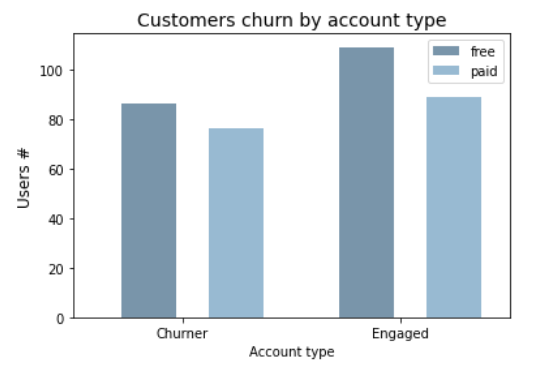 Customers churn by account type
free
paid
100
80
60
40
20
0
Users #
Churner Engaged
Account type